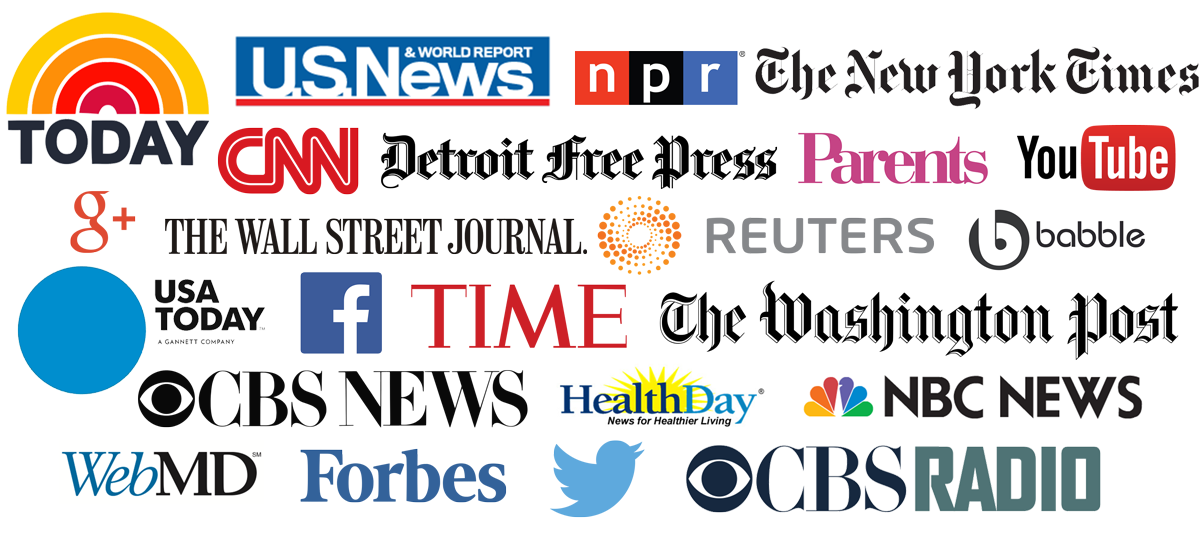 TODAY
& WORLD REPORT
U.S.News
npr®
The New York Times
CNN
Detroit Free Press
Parents
YouTube
g+
THE WALL STREET JOURNAL.
REUTERS
babble
USA
TODAY™
A GANNETT COMPANY
f
TIME
The Washington Post
CBS NEWS
HealthDay®
News for Healthier Living
NBC NEWS
WebMD℠
Forbes
CBS RADIO